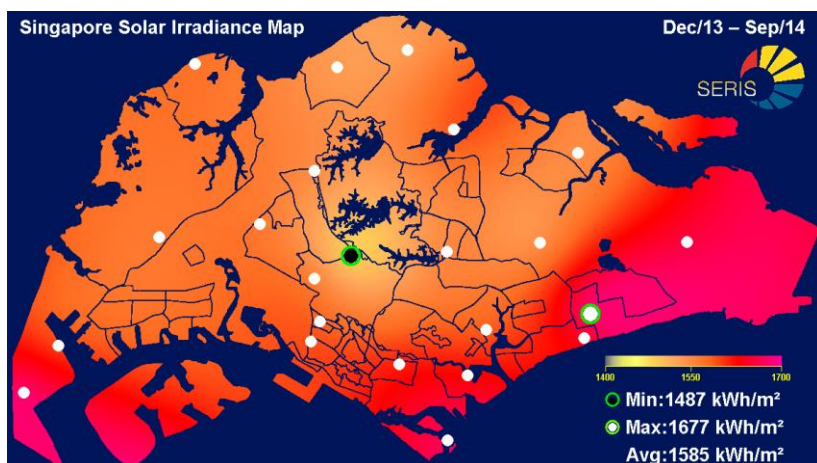 Singapore Solar Irradiance Map
Dec/13 – Sep/14
SERIS
1400 1550 1700
Min:1487 kWh/m²
Max:1677 kWh/m²
Avg:1585 kWh/m²